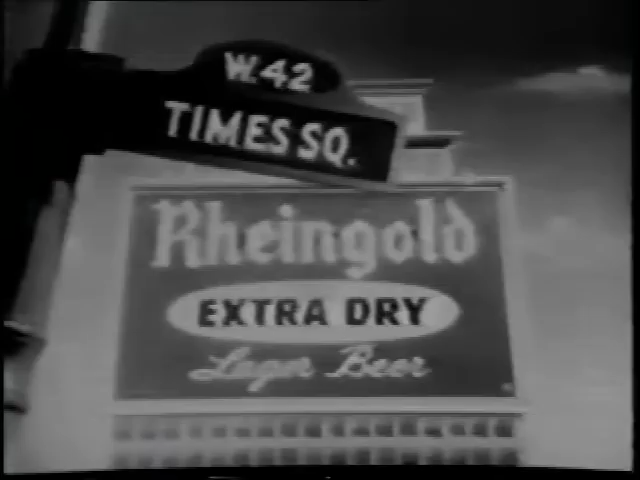 W.42
TIMES SQ.
Rheingold
EXTRA DRY
Lager Beer